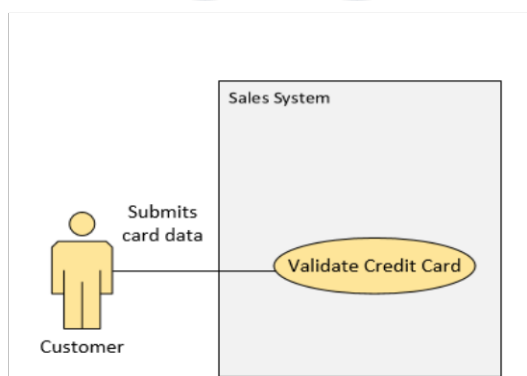 Sales System
Submits
card data
Validate Credit Card
Customer